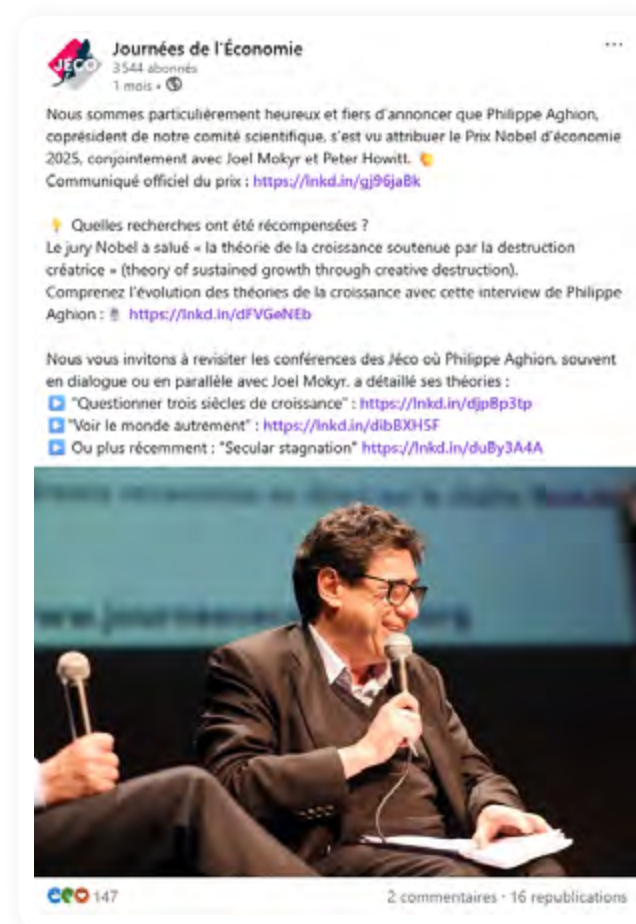 JÉCO
Journées de l'Économie
3 544 abonnés
1 mois •
Nous sommes particulièrement heureux et fiers d'annoncer que Philippe Aghion,
coprésident de notre comité scientifique, s'est vu attribuer le Prix Nobel d'économie
2025, conjointement avec Joel Mokyr et Peter Howitt.
Communiqué officiel du prix : https://lnkd.in/gj96jaBk
Quelles recherches ont été récompensées ?
Le jury Nobel a salué « la théorie de la croissance soutenue par la destruction
créatrice » (theory of sustained growth through creative destruction).
Comprenez l'évolution des théories de la croissance avec cette interview de Philippe
Aghion : https://lnkd.in/dFVGeNEb
Nous vous invitons à revisiter les conférences des Jéco où Philippe Aghion, souvent
en dialogue ou en parallèle avec Joel Mokyr, a détaillé ses théories :
"Questionner trois siècles de croissance" : https://lnkd.in/djpBp3tp
"Voir le monde autrement" : https://lnkd.in/dibBXH5F
Ou plus récemment : "Secular stagnation" https://lnkd.in/duBy3A4A
147
2 commentaires · 16 republications